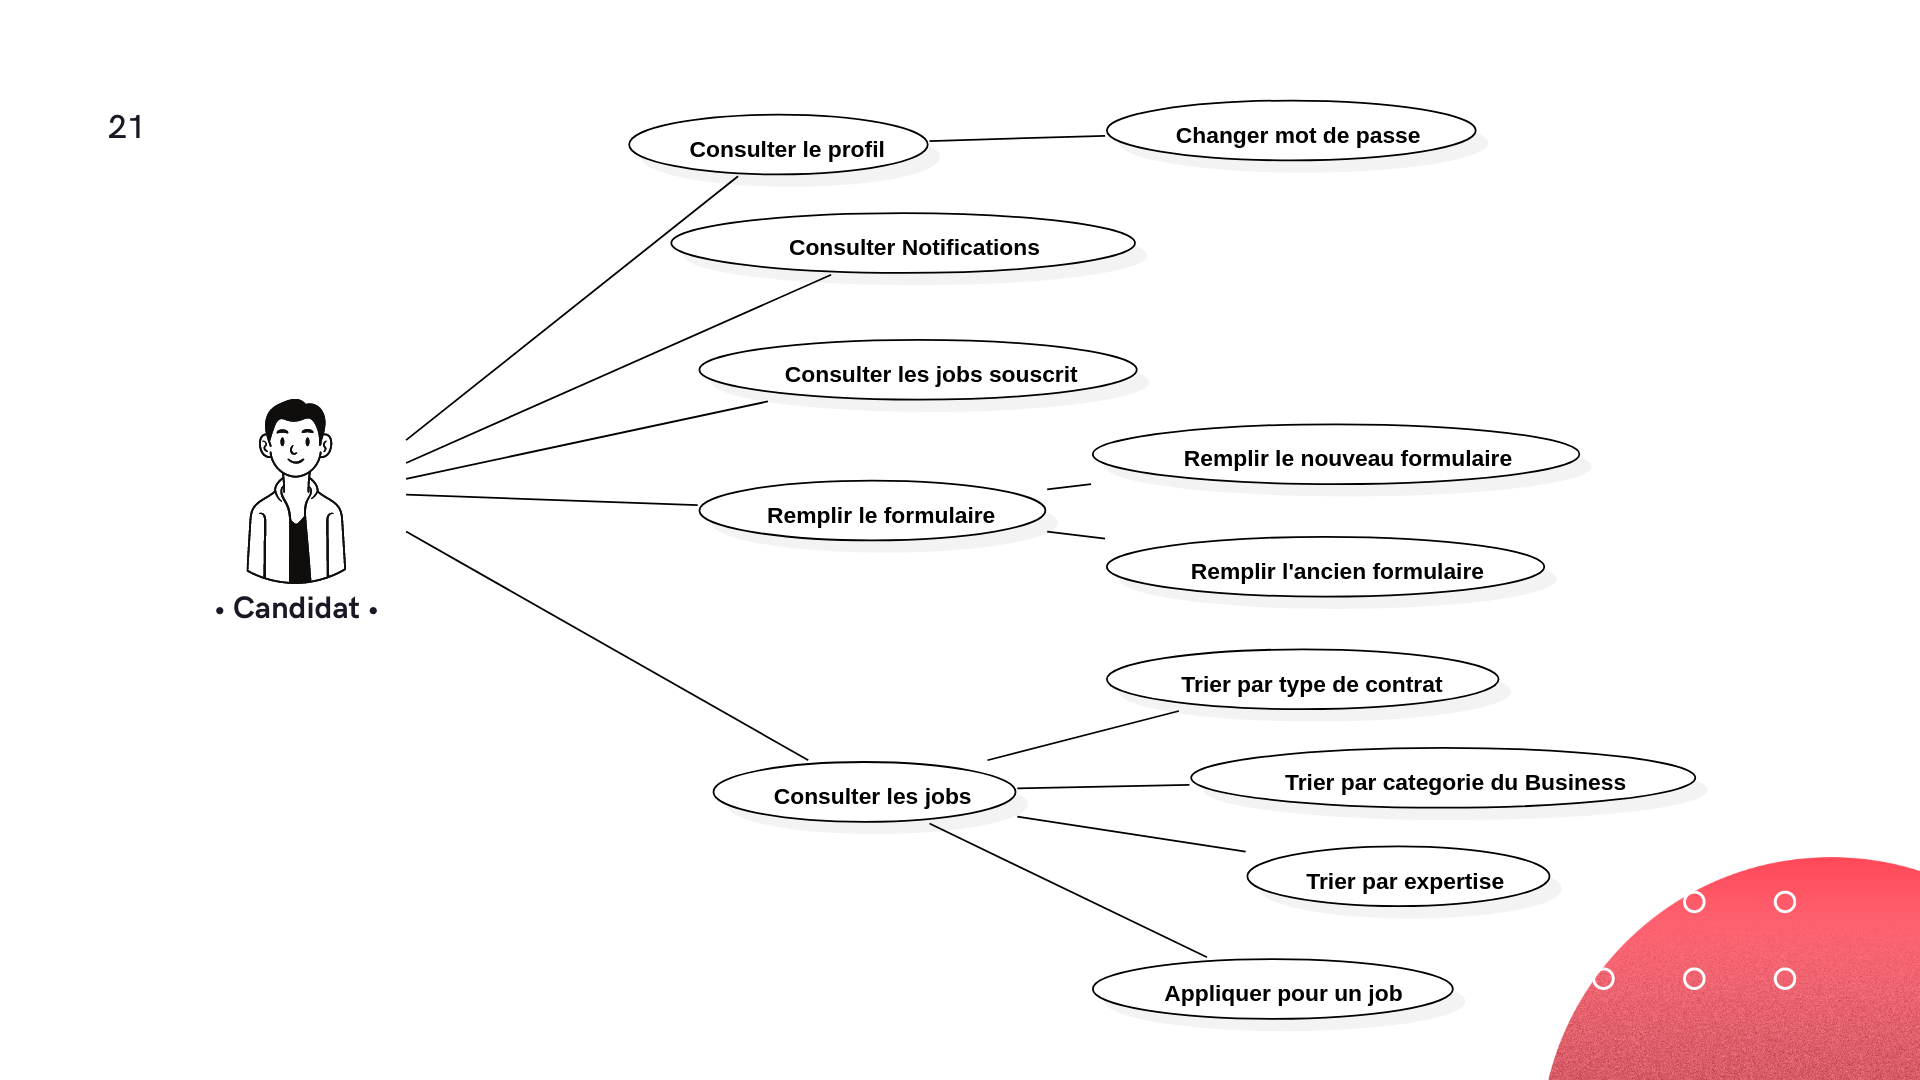 21
Consulter le profil
Changer mot de passe
Consulter Notifications
Consulter les jobs souscrit
Remplir le nouveau formulaire
Remplir le formulaire
Remplir l'ancien formulaire
• Candidat •
Trier par type de contrat
Trier par categorie du Business
Consulter les jobs
Trier par expertise
Appliquer pour un job